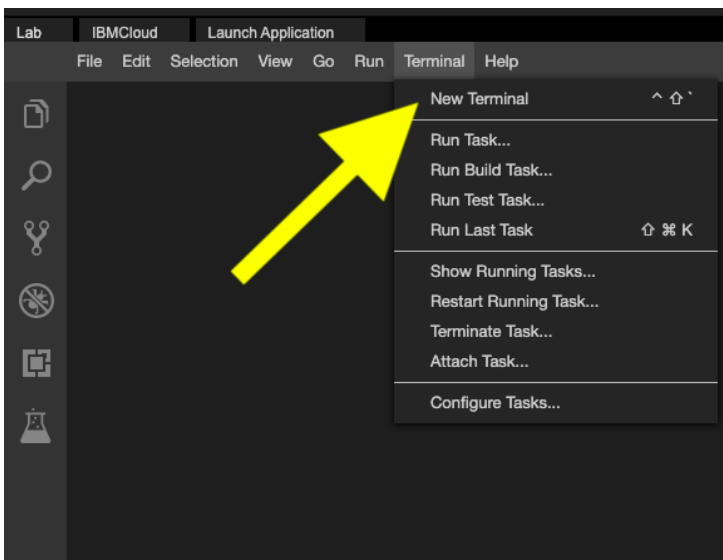 Lab IBMCloud Launch Application
File Edit Selection View Go Run Terminal Help
New Terminal ^ ⇧ `
Run Task...
Run Build Task...
Run Test Task...
Run Last Task ⇧ ⌘ K
Show Running Tasks...
Restart Running Task...
Terminate Task...
Attach Task...
Configure Tasks...